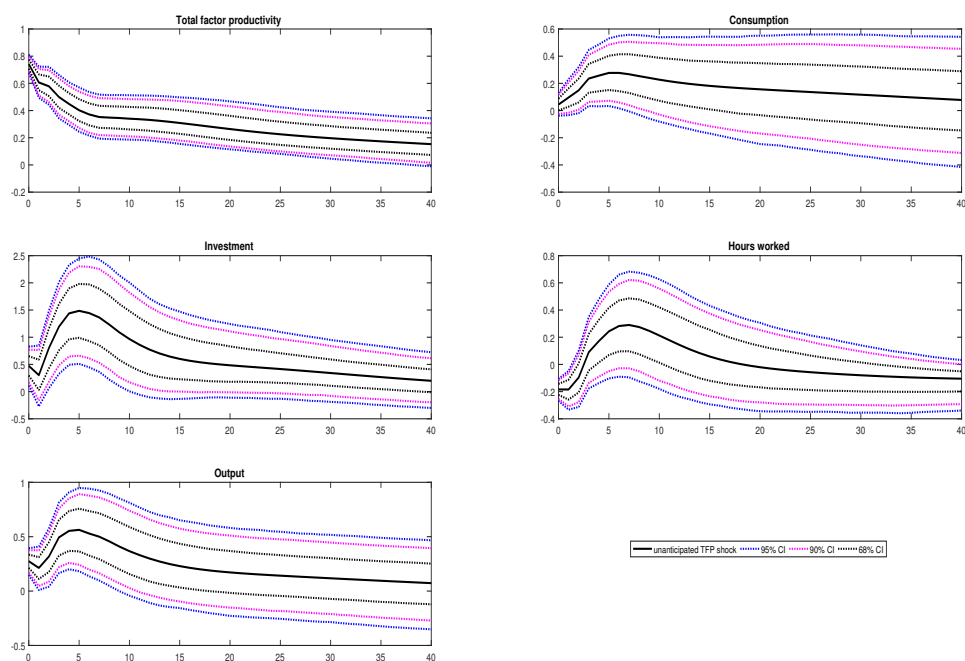 Total factor productivity
1
0.8
0.6
0.4
0.2
0
-0.2
0 5 10 15 20 25 30 35 40
Consumption
0.6
0.4
0.2
0
-0.2
-0.4
-0.6
0 5 10 15 20 25 30 35 40
Investment
2.5
2
1.5
1
0.5
0
-0.5
0 5 10 15 20 25 30 35 40
Hours worked
0.8
0.6
0.4
0.2
0
-0.2
-0.4
0 5 10 15 20 25 30 35 40
Output
1
0.5
0
-0.5
0 5 10 15 20 25 30 35 40
unanticipated TFP shock 95% CI 90% CI 68% CI